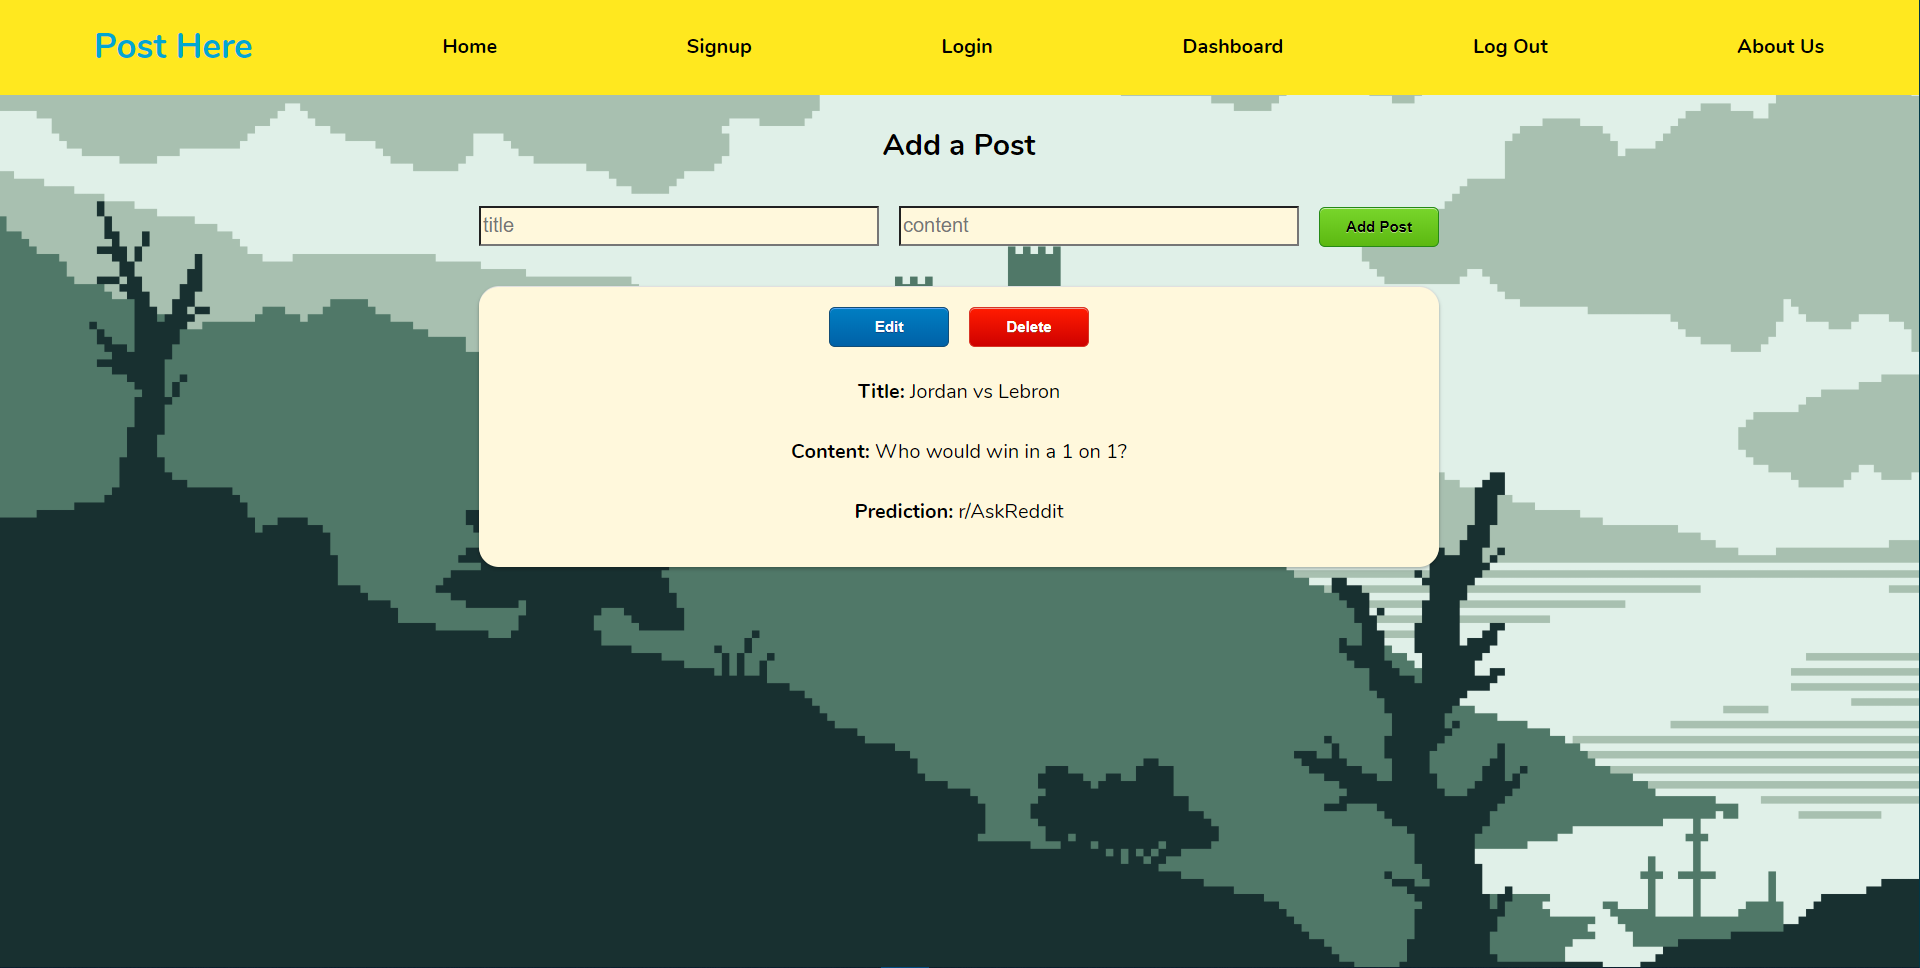 Post Here Home Signup Login Dashboard Log Out About Us
Add a Post
title content Add Post
Edit Delete
Title: Jordan vs Lebron
Content: Who would win in a 1 on 1?
Prediction: r/AskReddit